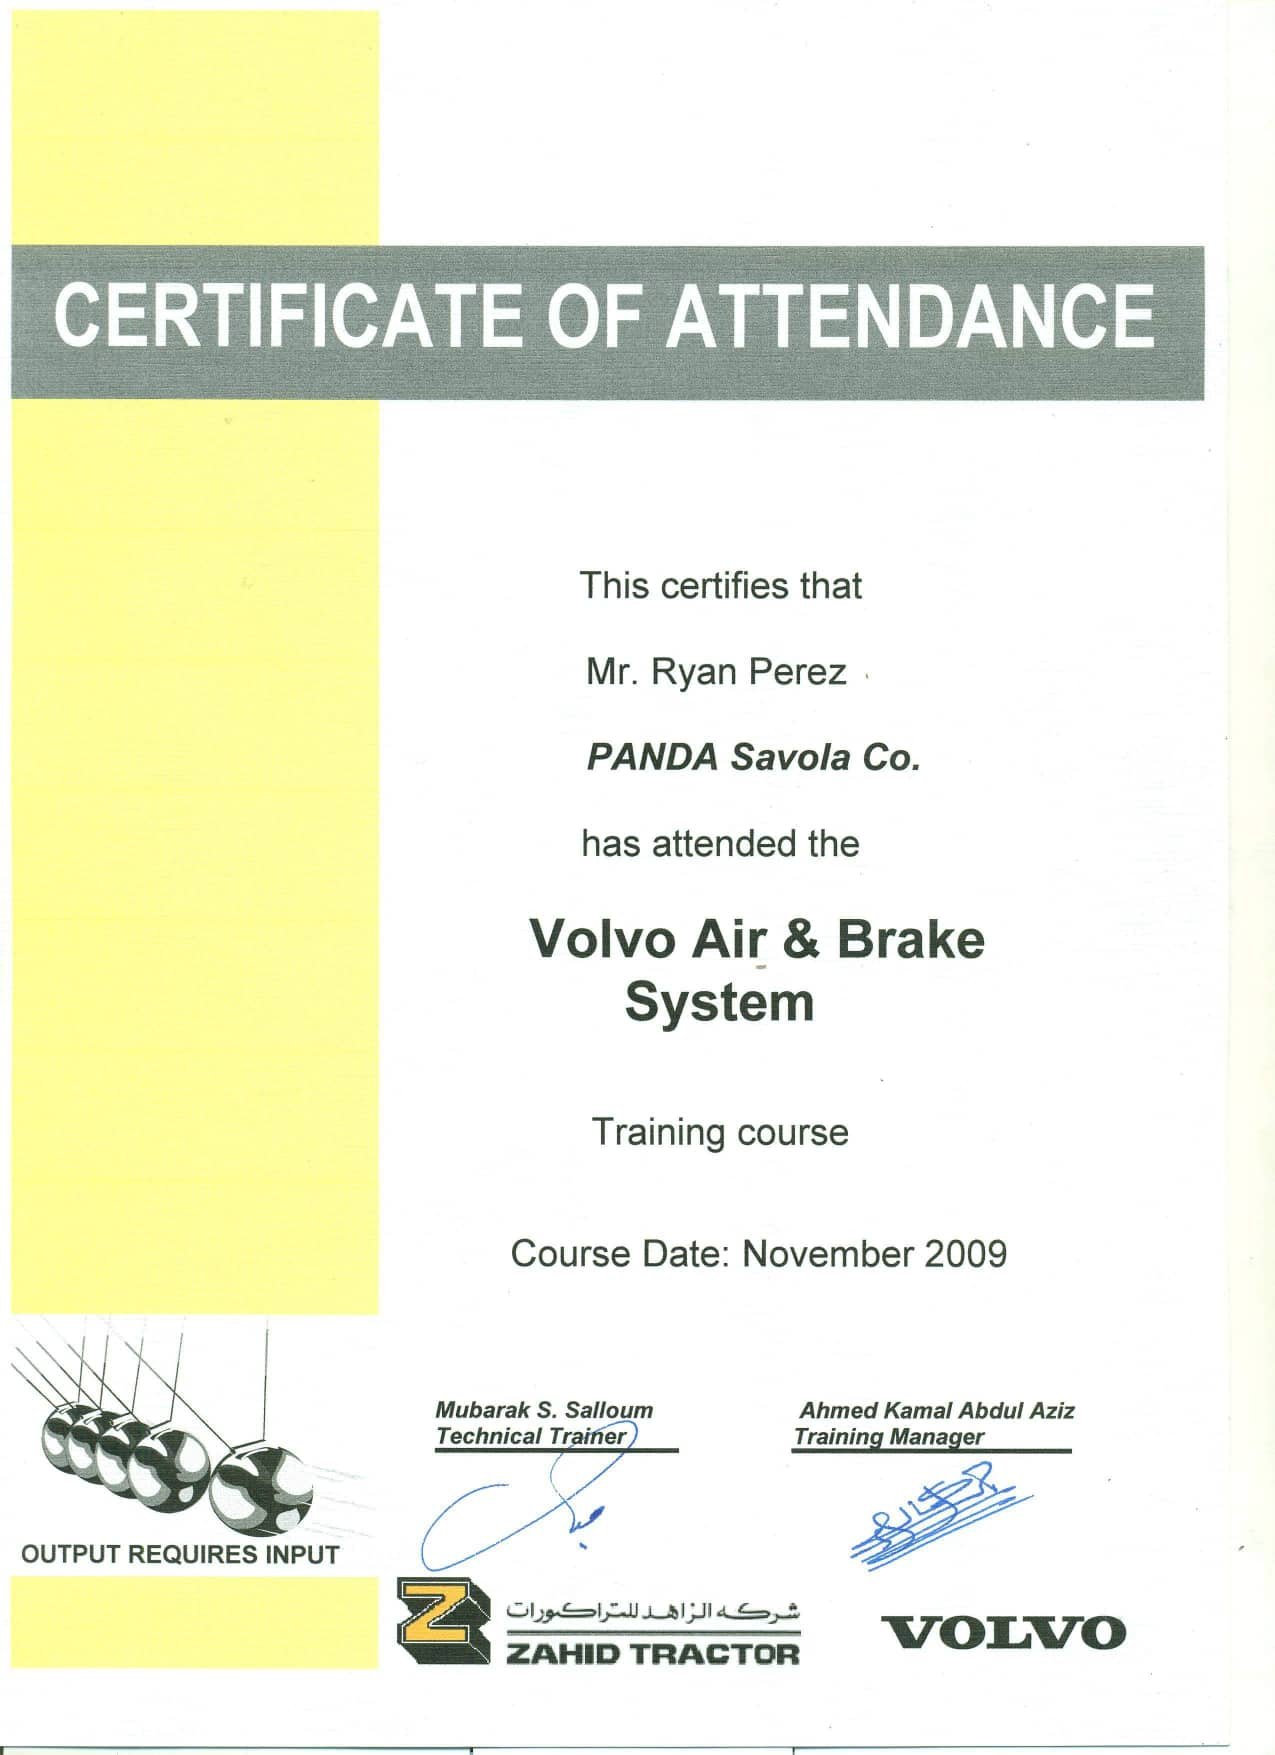 CERTIFICATE OF ATTENDANCE
This certifies that
Mr. Ryan Perez
PANDA Savola Co.
has attended the
Volvo Air & Brake
System
Training course
Course Date: November 2009
Mubarak S. Salloum
Technical Trainer
Ahmed Kamal Abdul Aziz
Training Manager
OUTPUT REQUIRES INPUT
شركة الزاهد للتراكتورات
ZAHID TRACTOR
VOLVO